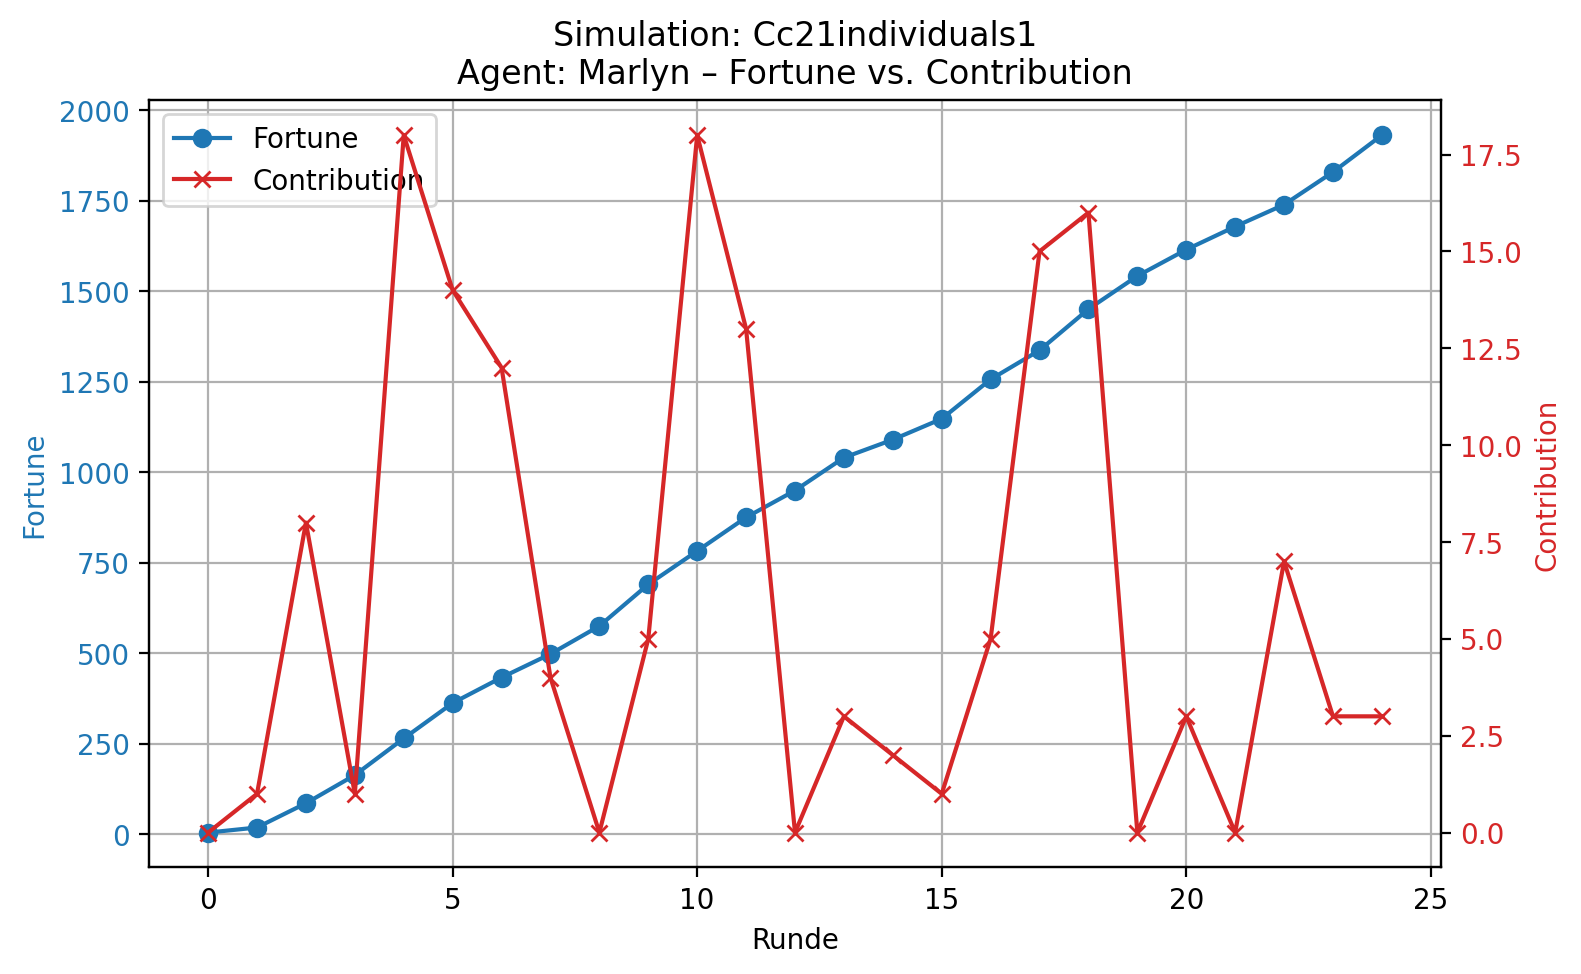 Simulation: Cc21individuals1
Agent: Marlyn – Fortune vs. Contribution
Fortune
Contribution
2000
1750
1500
1250
1000
750
500
250
0
Fortune
17.5
15.0
12.5
10.0
7.5
5.0
2.5
0.0
Contribution
0 5 10 15 20 25
Runde